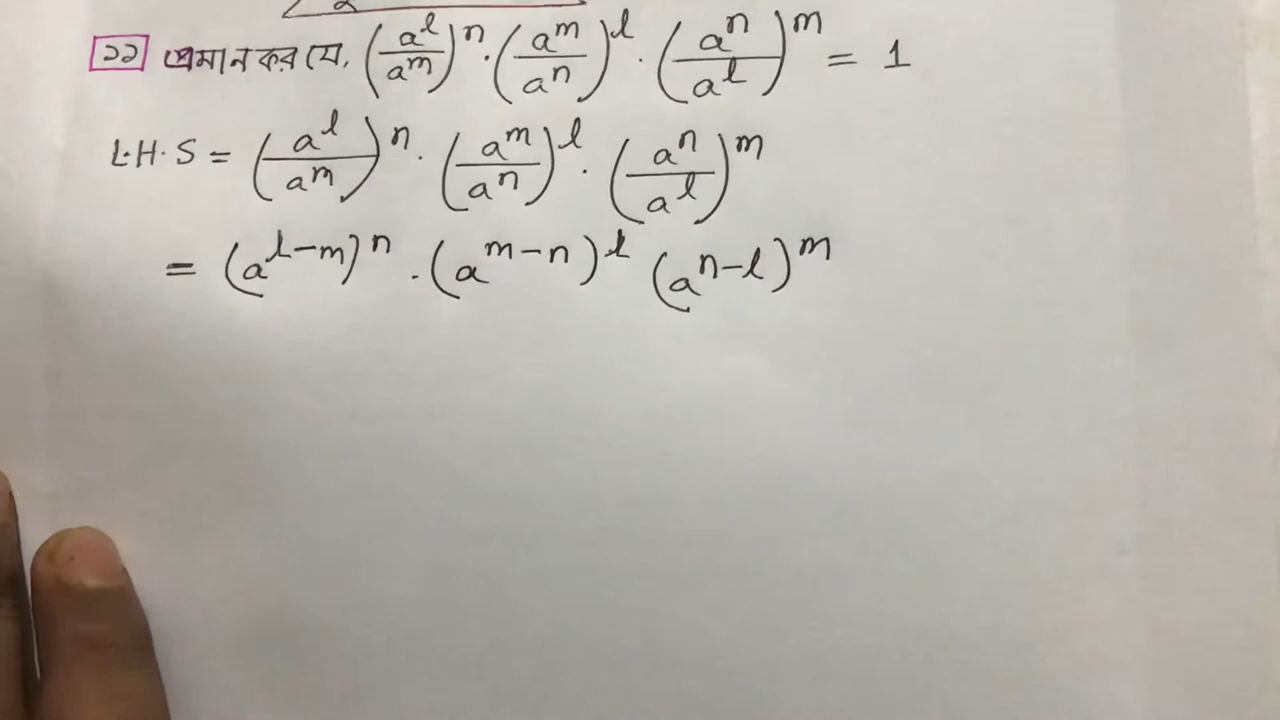 ১১ প্রমান কর যে, (a^l/a^m)^n · (a^m/a^n)^l · (a^n/a^l)^m = 1
L.H.S = (a^l/a^m)^n · (a^m/a^n)^l · (a^n/a^l)^m
= (a^{l-m})^n · (a^{m-n})^l (a^{n-l})^m